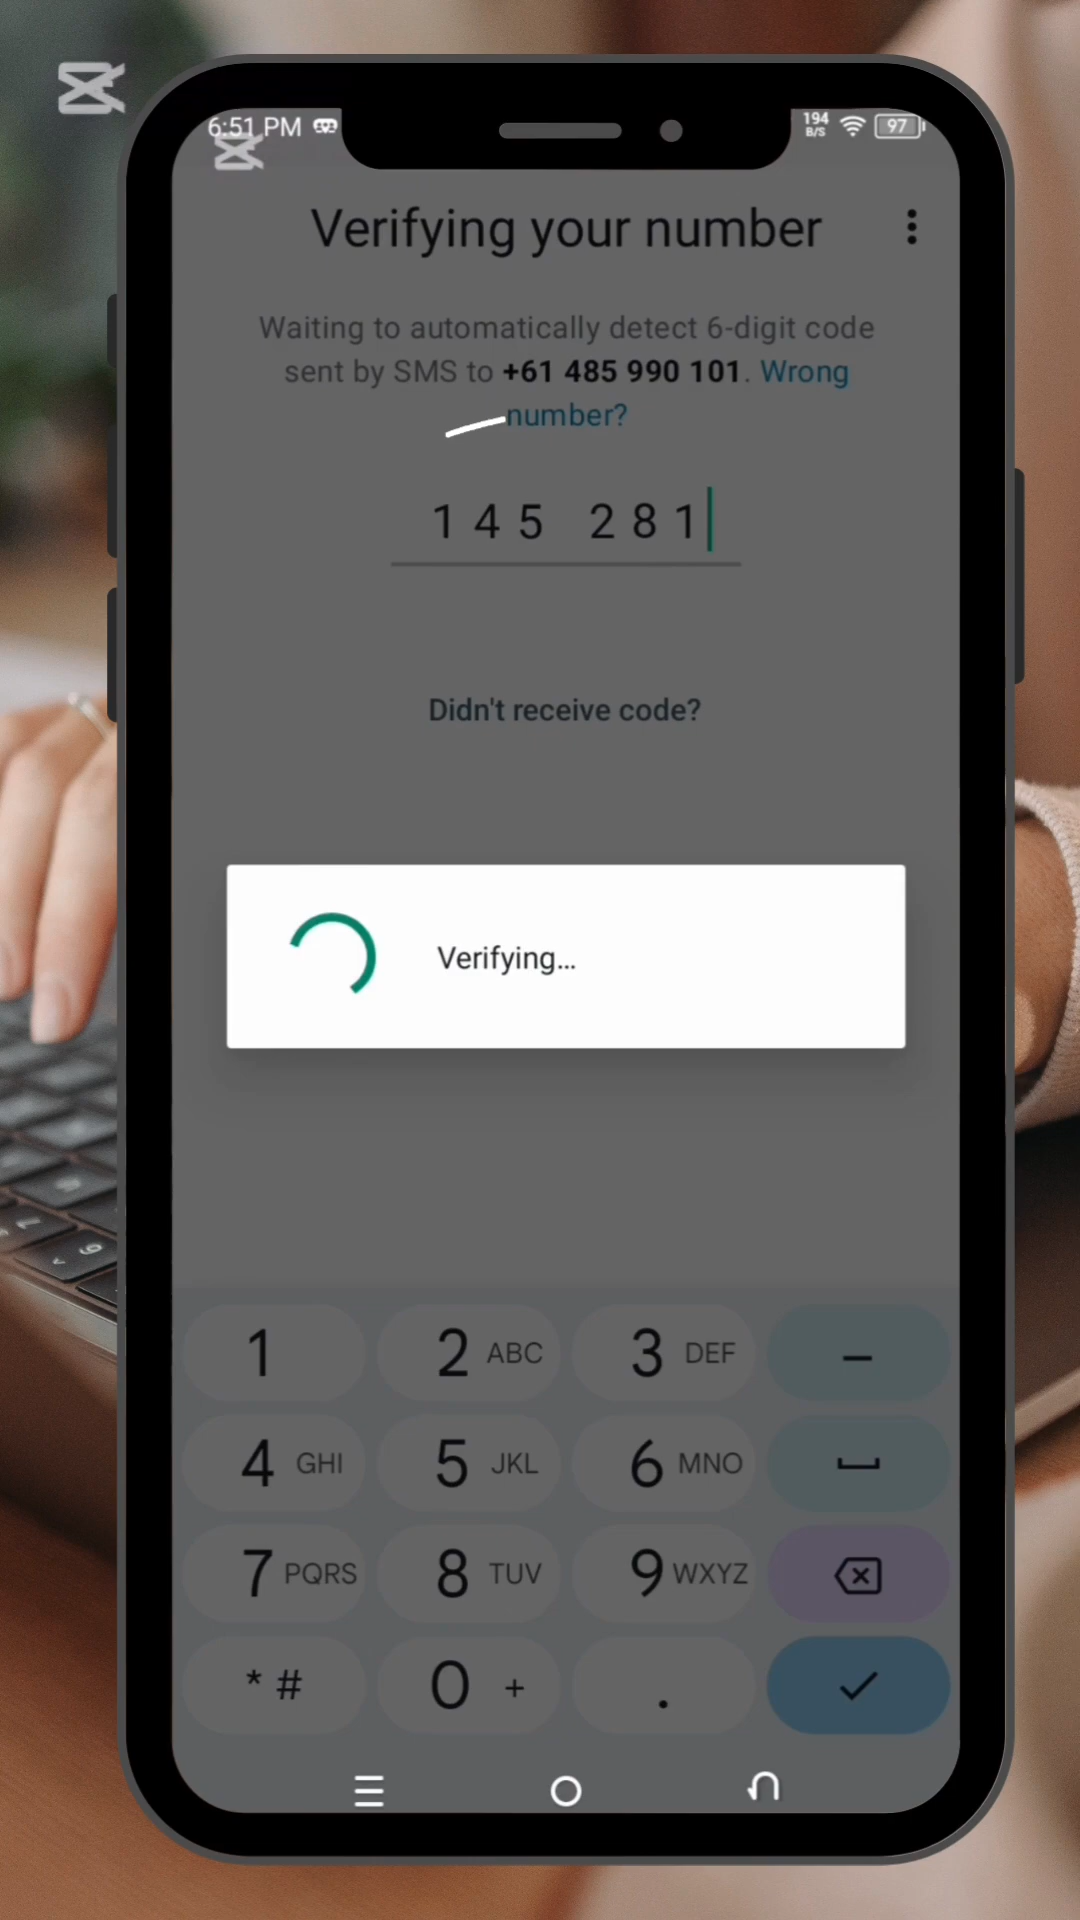 6:51 PM
194
B/S
97
Verifying your number
Waiting to automatically detect 6-digit code
sent by SMS to +61 485 990 101. Wrong
number?
145 281
Didn't receive code?
Verifying...
1
2 ABC
3 DEF
–
4 GHI
5 JKL
6 MNO
7 PQRS
8 TUV
9 WXYZ
* #
0 +
.